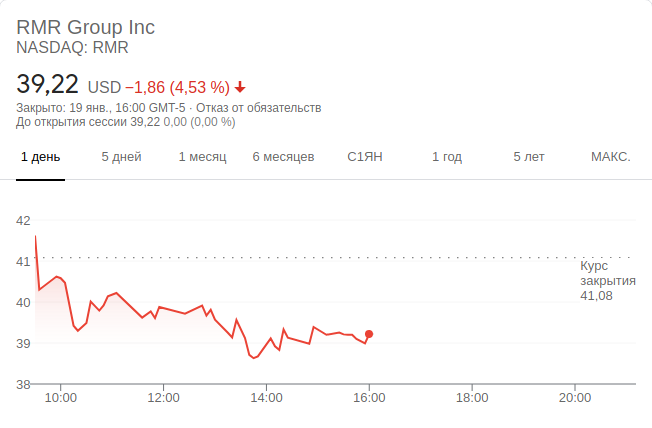 RMR Group Inc
NASDAQ: RMR
39,22 USD −1,86 (4,53 %)
Закрыто: 19 янв., 16:00 GMT-5 · Отказ от обязательств
До открытия сессии 39,22 0,00 (0,00 %)
1 день 5 дней 1 месяц 6 месяцев С1ЯН 1 год 5 лет МАКС.
42
41
40
39
38
Курс
закрытия
41,08
10:00 12:00 14:00 16:00 18:00 20:00